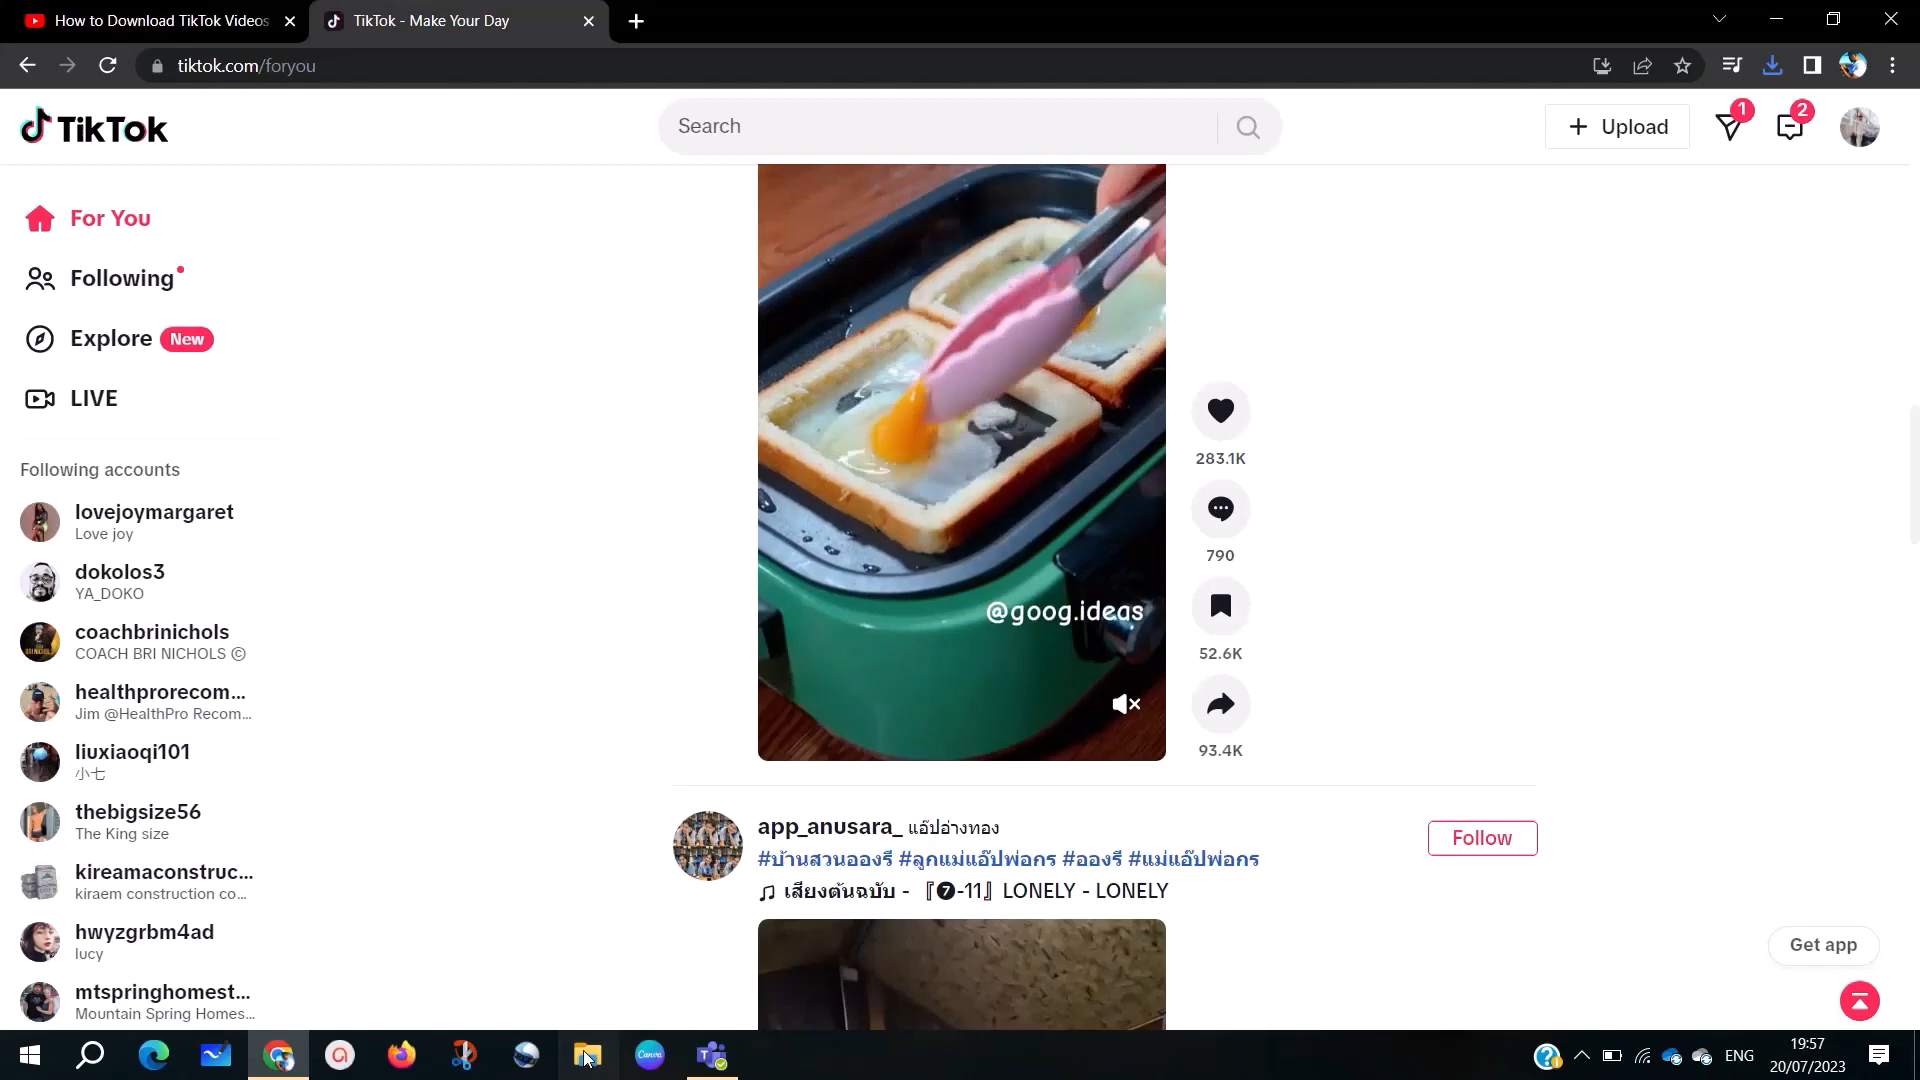 How to Download TikTok Videos
TikTok - Make Your Day
tiktok.com/foryou
TikTok
Search
Upload
1
2
For You
Following
Explore New
LIVE
Following accounts
lovejoymargaret
Love joy
dokolos3
YA_DOKO
coachbrinichols
COACH BRI NICHOLS ©
healthprorecom...
Jim @HealthPro Recom...
liuxiaoqi101
小七
thebigsize56
The King size
kireamaconstruc...
kiraem construction co...
hwyzgrbm4ad
lucy
mtspringhomest...
Mountain Spring Homes...
@goog.ideas
283.1K
790
52.6K
93.4K
app_anusara_ แอ๊ปอ่างทอง
Follow
#บ้านสวนอองรี #ลูกแม่แอ๊ปพ่อกร #อองรี #แม่แอ๊ปพ่อกร
♫ เสียงต้นฉบับ - 『❼-11』LONELY - LONELY
Get app
Canva
ENG
19:57
20/07/2023